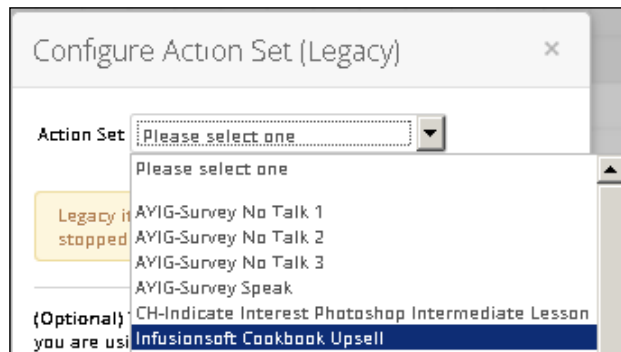 Configure Action Set (Legacy) ×
Action Set Please select one
Please select one
AYIG-Survey No Talk 1
Legacy
AYIG-Survey No Talk 2
stopped
AYIG-Survey No Talk 3
AYIG-Survey Speak
CH-Indicate Interest Photoshop Intermediate Lesson
(Optional)
Infusionsoft Cookbook Upsell
you are usi